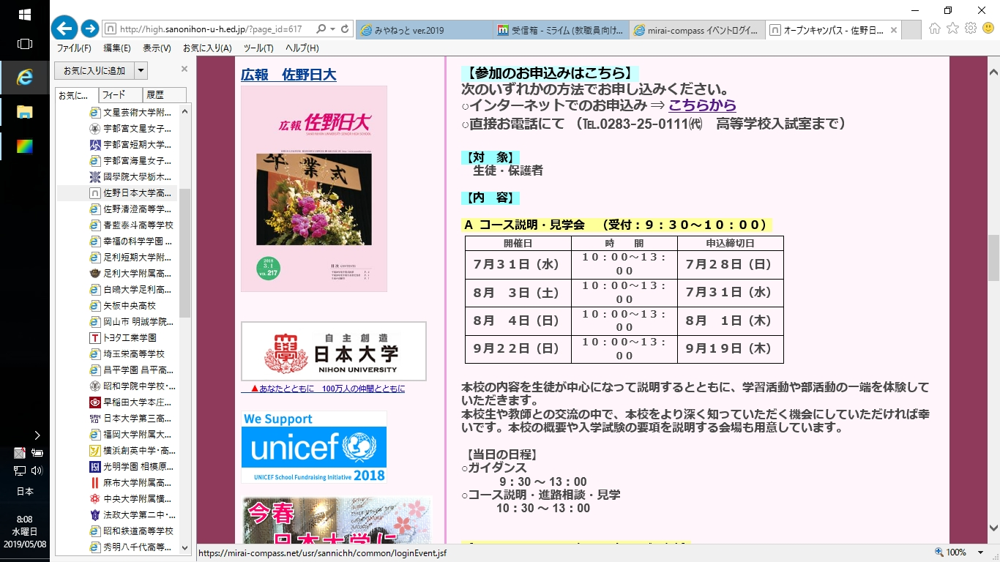 http://high.sanonihon-u-h.ed.jp/?page_id=617
みやねっと ver.2019
受信箱 - ミライム (教職員向け...
mirai-compass イベントログイ...
オープンキャンパス - 佐野日...
ファイル(F) 編集(E) 表示(V) お気に入り(A) ツール(T) ヘルプ(H)
お気に入りに追加
お気に... フィード 履歴
文星芸術大学附...
宇都宮文星女子...
宇都宮短期大学...
宇都宮海星女子...
國學院大學栃木...
佐野日本大学高...
佐野清澄高等学...
青藍泰斗高等学校
幸福の科学学園 ...
足利短期大学附...
足利大学附属高...
白鴎大学足利高...
矢板中央高校
岡山市 明誠学院...
トヨタ工業学園
埼玉栄高等学校
昌平学園 昌平高...
昭和学院中学校・...
早稲田大学本庄...
日本大学第三高...
福岡大学附属大...
横浜創英中学・高...
光明学園 相模原...
麻布大学附属高...
中央大学附属横...
法政大学第二中・...
昭和鉄道高等学校
秀明八千代高等...
日本
8:08
水曜日
2019/05/08
広報　佐野日大
広報 佐野日大
SANO NIHON UNIVERSITY SENIOR HIGH SCHOOL
卒業式
2018
3.1
VOL.217
目次 CONTENTS
自主創造
日本大学
NIHON UNIVERSITY
▲あなたとともに　100万人の仲間とともに
We Support
unicef
UNICEF School Fundraising Initiative 2018
今春
日本大学に
【参加のお申込みはこちら】
次のいずれかの方法でお申し込みください。
○インターネットでのお申込み ⇒ こちらから
○直接お電話にて （℡.0283-25-0111㈹　高等学校入試室まで）
【対　象】
生徒・保護者
【内　容】
A コース説明・見学会　（受付：９：３０～１０：００）
開催日 時　間 申込締切日
７月３１日（水） １０：００～１３：００ ７月２８日（日）
８月　３日（土） １０：００～１３：００ ７月３１日（水）
８月　４日（日） １０：００～１３：００ ８月　１日（木）
９月２２日（日） １０：００～１３：００ ９月１９日（木）
本校の内容を生徒が中心になって説明するとともに、学習活動や部活動の一端を体験して
いただきます。
本校生や教師との交流の中で、本校をより深く知っていただく機会にしていただければ幸
いです。本校の概要や入学試験の要項を説明する会場も用意しています。
【当日の日程】
○ガイダンス
9：30 ～ 13：00
○コース説明・進路相談・見学
10：30 ～ 13：00
https://mirai-compass.net/usr/sannichh/common/loginEvent.jsf
100%